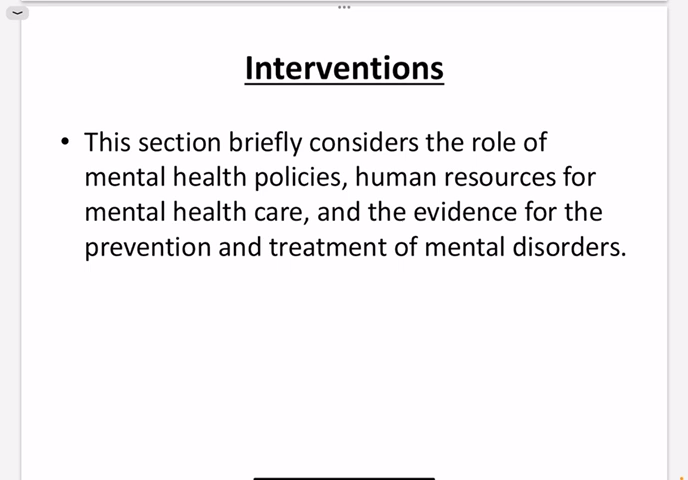 Interventions
• This section briefly considers the role of
mental health policies, human resources for
mental health care, and the evidence for the
prevention and treatment of mental disorders.